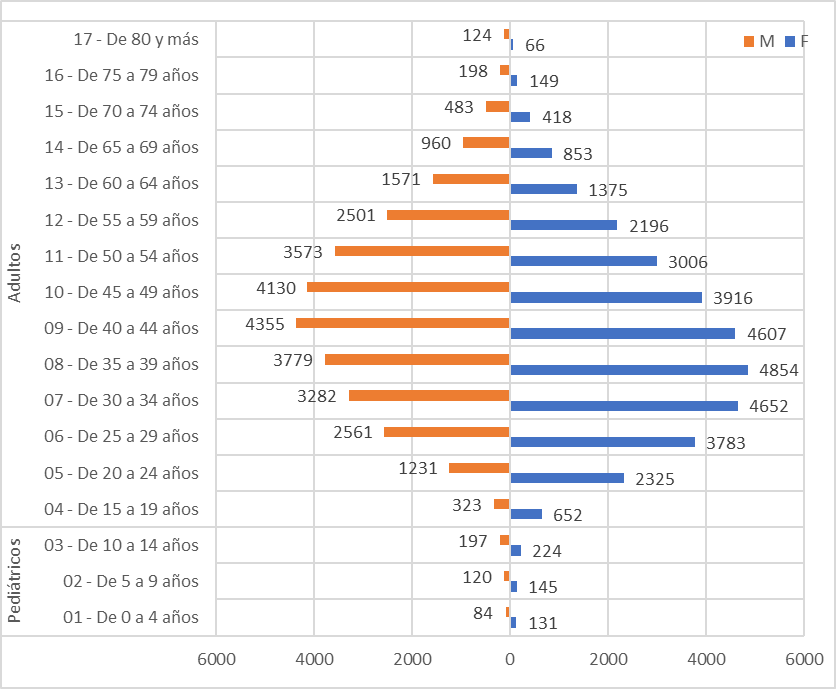 M F
Adultos
17 - De 80 y más 124 66
16 - De 75 a 79 años 198 149
15 - De 70 a 74 años 483 418
14 - De 65 a 69 años 960 853
13 - De 60 a 64 años 1571 1375
12 - De 55 a 59 años 2501 2196
11 - De 50 a 54 años 3573 3006
10 - De 45 a 49 años 4130 3916
09 - De 40 a 44 años 4355 4607
08 - De 35 a 39 años 3779 4854
07 - De 30 a 34 años 3282 4652
06 - De 25 a 29 años 2561 3783
05 - De 20 a 24 años 1231 2325
04 - De 15 a 19 años 323 652
Pediátricos
03 - De 10 a 14 años 197 224
02 - De 5 a 9 años 120 145
01 - De 0 a 4 años 84 131
6000 4000 2000 0 2000 4000 6000